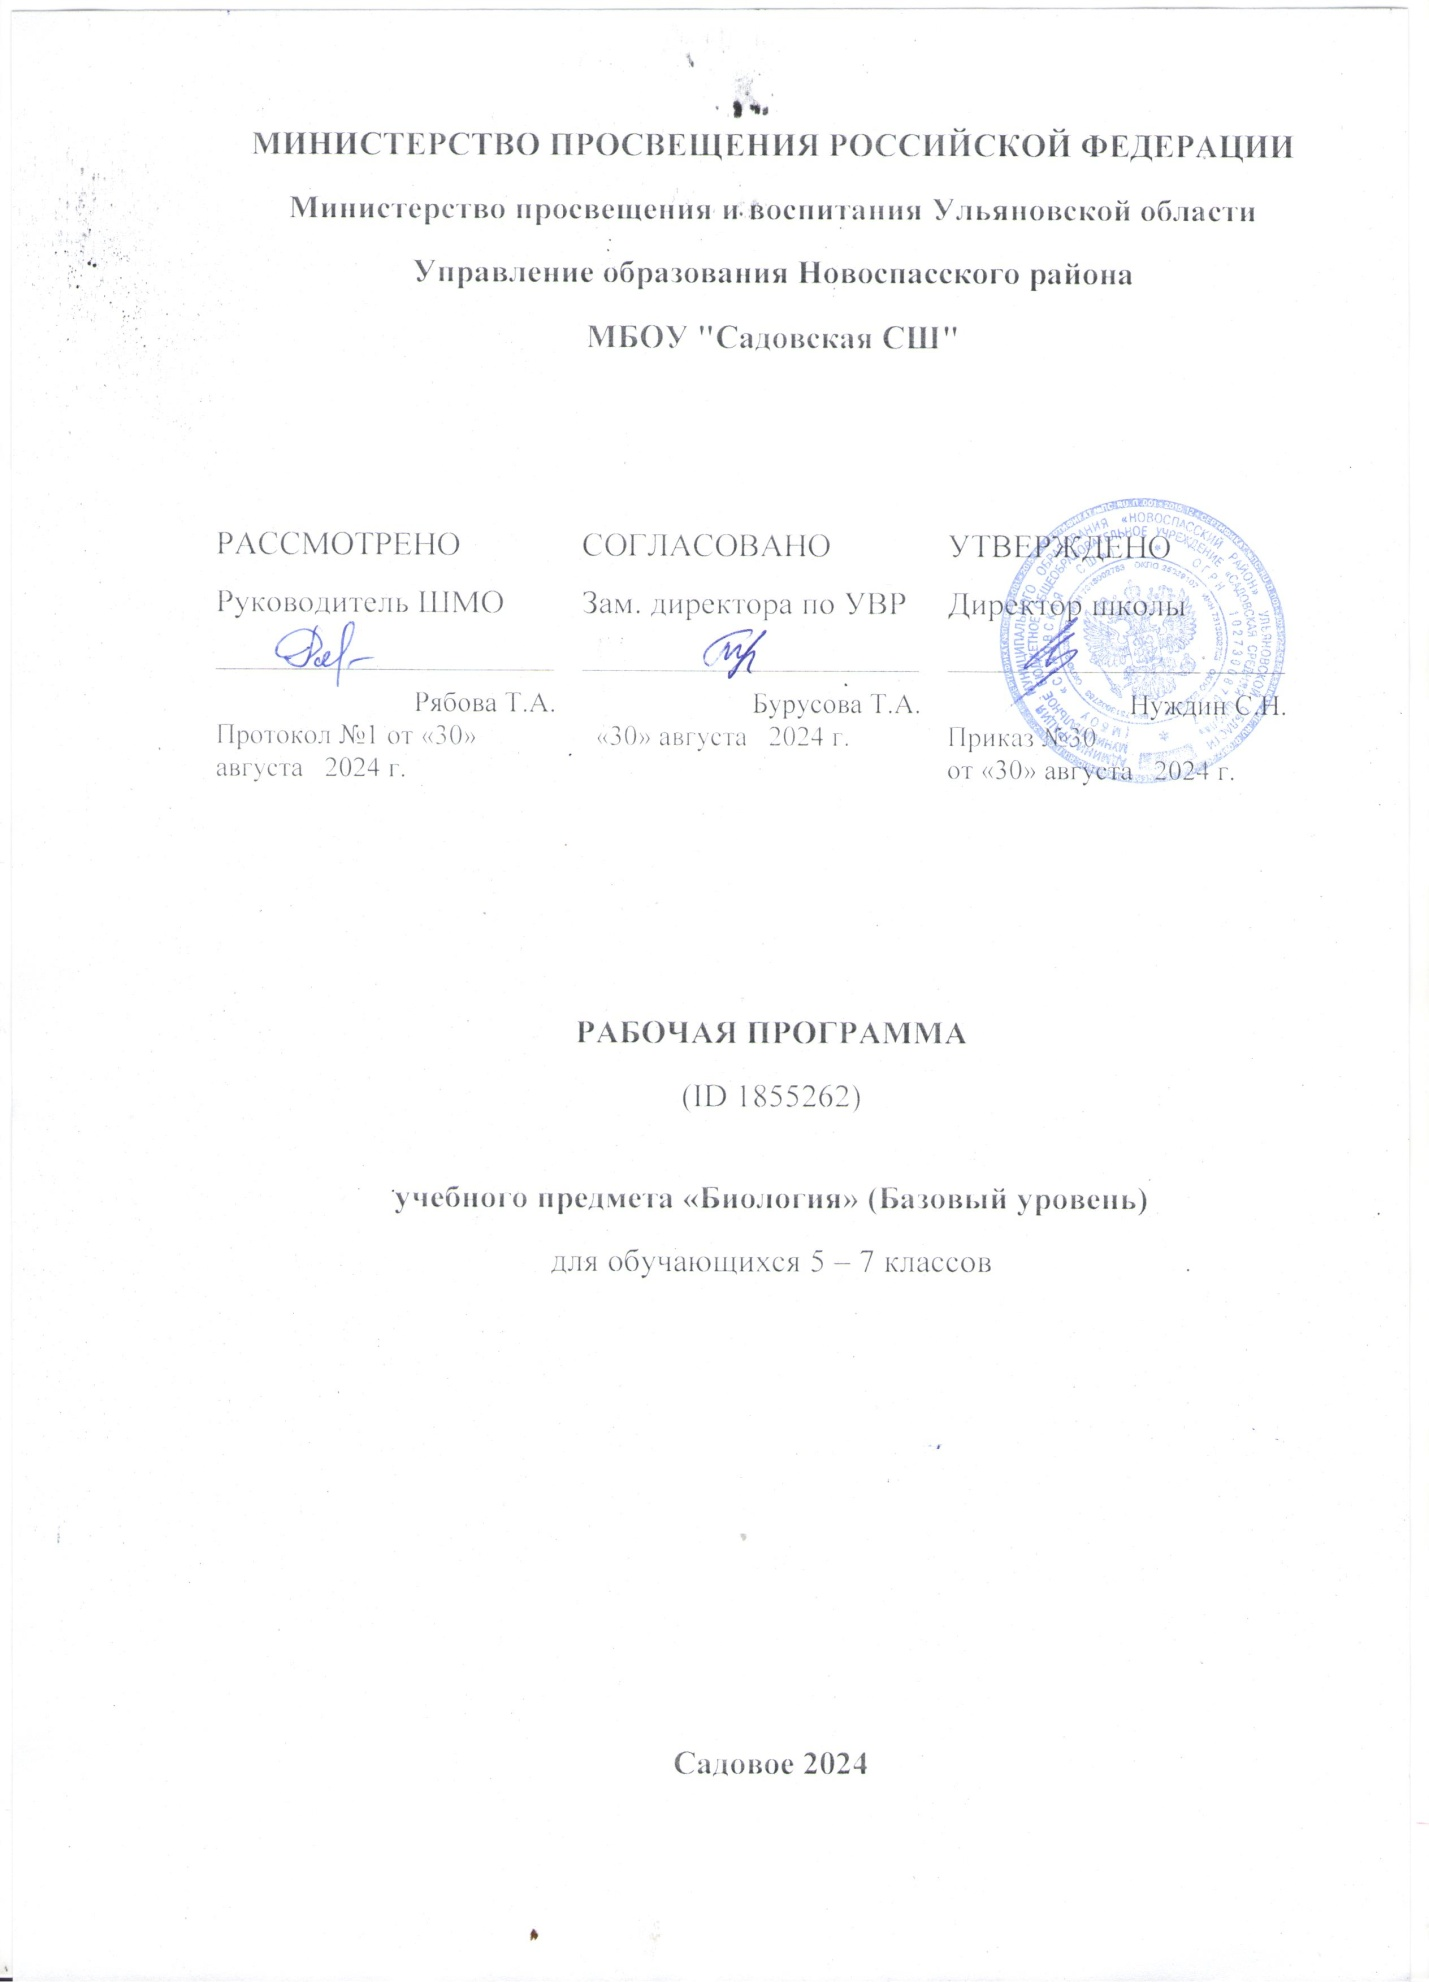 МИНИСТЕРСТВО ПРОСВЕЩЕНИЯ РОССИЙСКОЙ ФЕДЕРАЦИИ
Министерство просвещения и воспитания Ульяновской области
Управление образования Новоспасского района
МБОУ "Садовская СШ"
РАССМОТРЕНО
Руководитель ШМО
Рябова Т.А.
Протокол №1 от «30»
августа 2024 г.
СОГЛАСОВАНО
Зам. директора по УВР
Бурусова Т.А.
«30» августа 2024 г.
УТВЕРЖДЕНО
Директор школы
Нуждин С.Н.
Приказ №30
от «30» августа 2024 г.
РАБОЧАЯ ПРОГРАММА
(ID 1855262)
учебного предмета «Биология» (Базовый уровень)
для обучающихся 5 – 7 классов
Садовое 2024